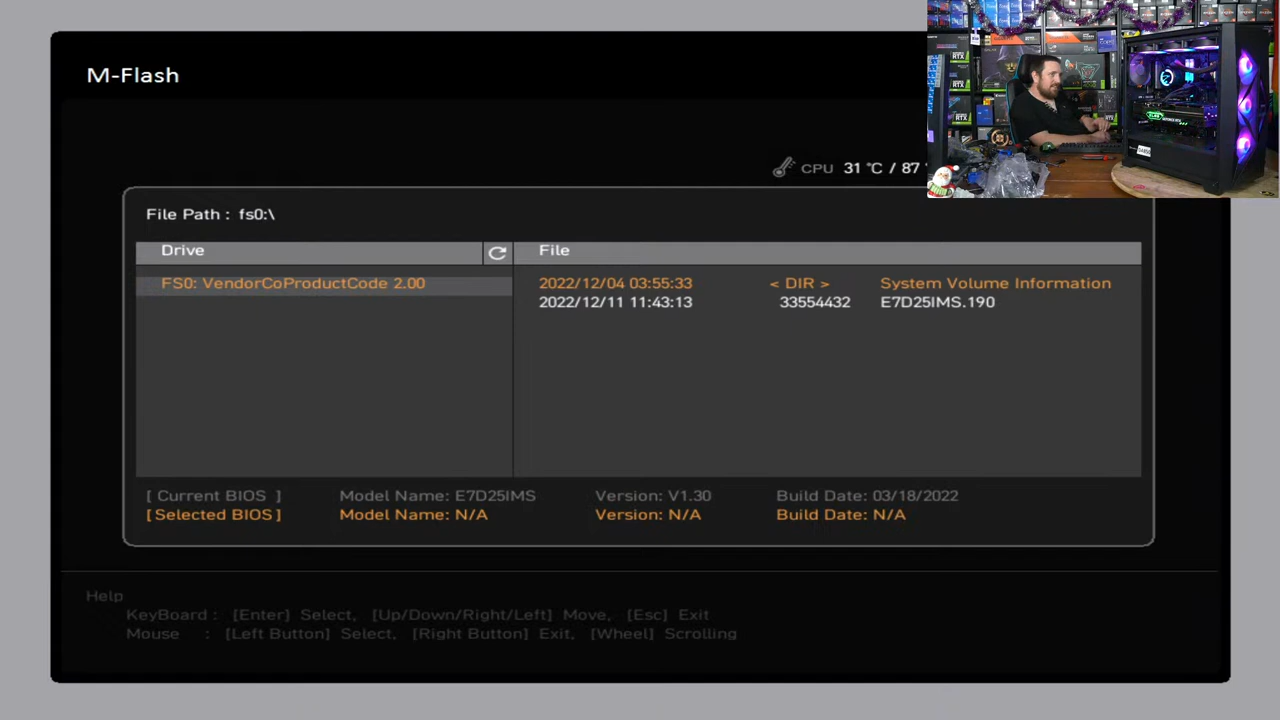 M-Flash
CPU 31 °C / 87
File Path : fs0:\
Drive File
FS0: VendorCoProductCode 2.00 2022/12/04 03:55:33 < DIR > System Volume Information
2022/12/11 11:43:13 33554432 E7D25IMS.190
[ Current BIOS ] Model Name: E7D25IMS Version: V1.30 Build Date: 03/18/2022
[Selected BIOS] Model Name: N/A Version: N/A Build Date: N/A
Help
KeyBoard : [Enter] Select, [Up/Down/Right/Left] Move, [Esc] Exit
Mouse : [Left Button] Select, [Right Button] Exit, [Wheel] Scrolling